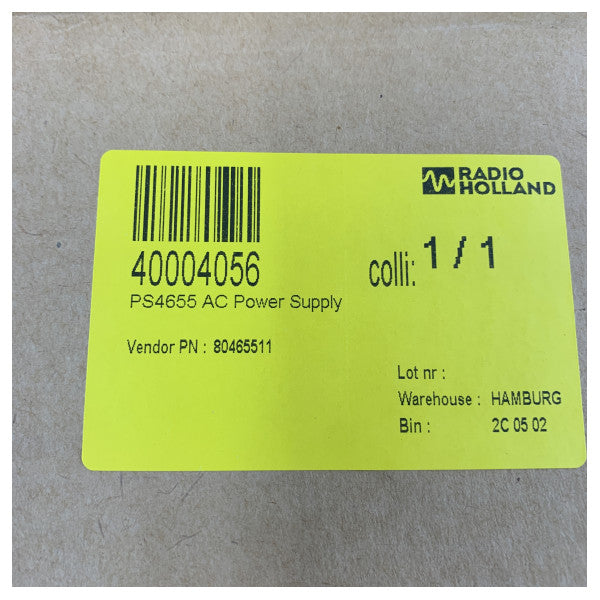 RADIO
HOLLAND
40004056
colli: 1 / 1
PS4655 AC Power Supply
Vendor PN : 80465511
Lot nr :
Warehouse : HAMBURG
Bin : 2C 05 02